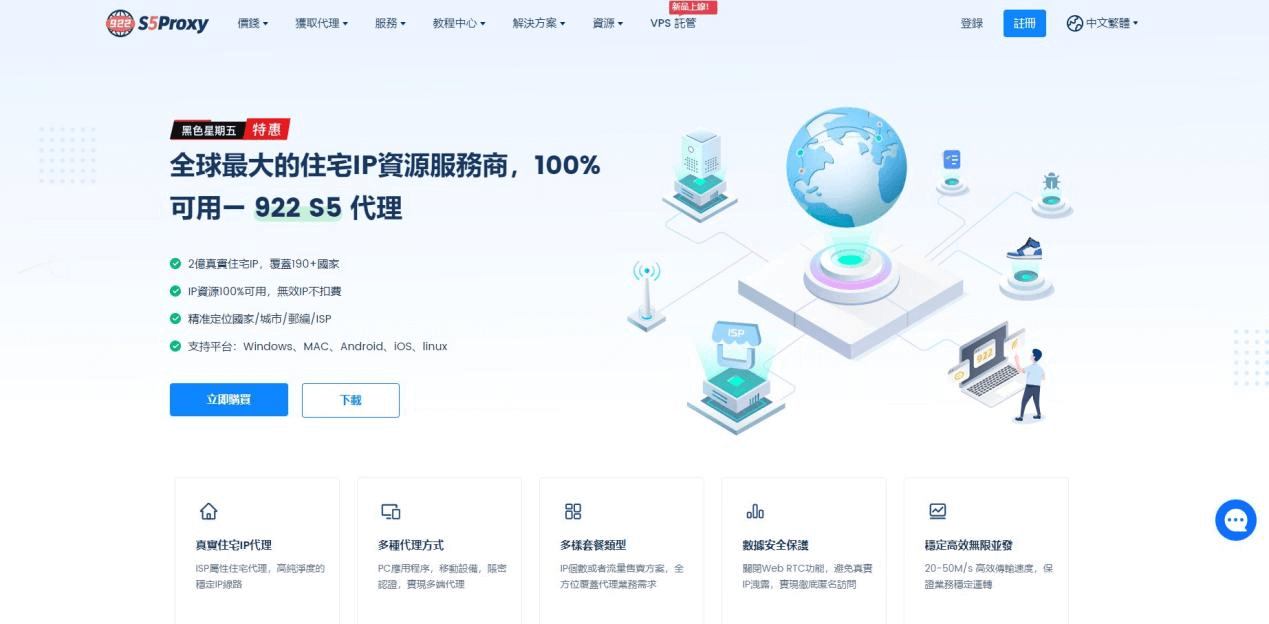 新品上線!
922 S5Proxy 價錢 獲取代理 服務 教程中心 解決方案 資源 VPS 託管 登錄 註冊 中文繁體
黑色星期五 特惠
全球最大的住宅IP資源服務商，100%
可用一 922 S5 代理
2億真實住宅IP，覆蓋190+國家
IP資源100%可用，無效IP不扣費
精准定位國家/城市/郵編/ISP
支持平台：Windows、MAC、Android、iOS、linux
立即購買 下載
ISP
922
真實住宅IP代理
ISP屬性住宅代理，高純淨度的
穩定IP線路
多種代理方式
PC應用程序，移動設備，賬密
認證，實現多端代理
多樣套餐類型
IP個數或者流量售賣方案，全
方位覆蓋代理業務需求
數據安全保護
關閉Web RTC功能，避免真實
IP洩露，實現徹底匿名訪問
穩定高效無限並發
20-50M/s 高效傳輸速度，保
證業務穩定運轉